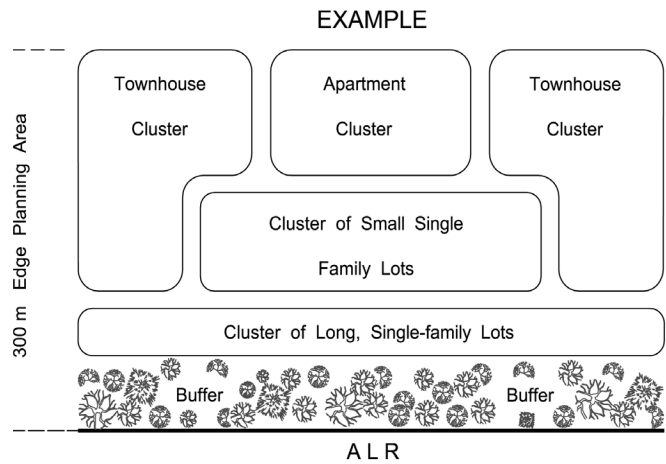 EXAMPLE
300 m Edge Planning Area
Townhouse
Cluster
Apartment
Cluster
Townhouse
Cluster
Cluster of Small Single
Family Lots
Cluster of Long, Single-family Lots
Buffer
Buffer
A L R